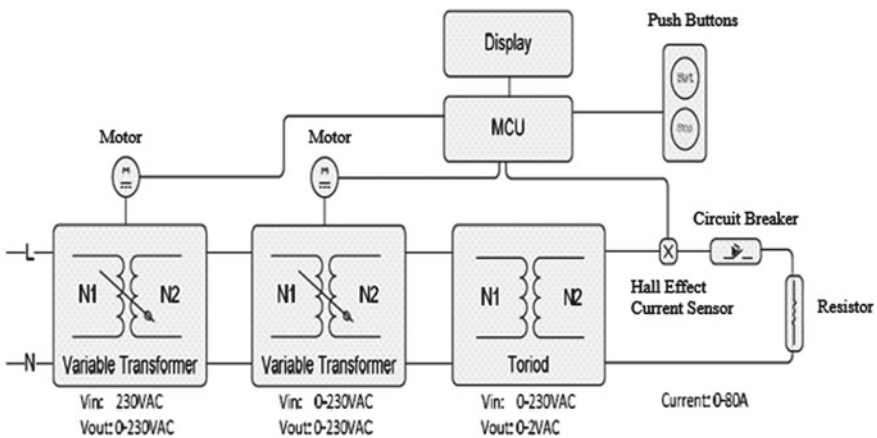 Push Buttons
Display
Start
Stop
MCU
Motor
Motor
Circuit Breaker
L
N1
N2
N1
N2
N1
N2
Hall Effect
Current Sensor
Resistor
N
Variable Transformer
Variable Transformer
Toriod
Vin: 230VAC
Vout: 0-230VAC
Vin: 0-230VAC
Vout: 0-230VAC
Vin: 0-230VAC
Vout: 0-2VAC
Current: 0-80A
M
M
X